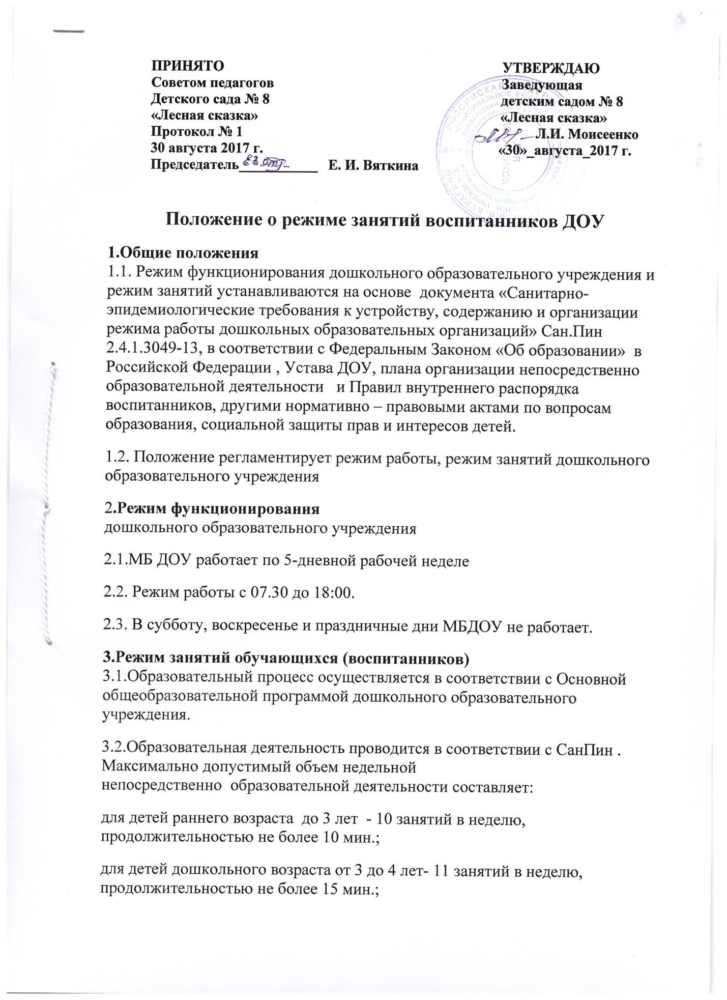 ПРИНЯТО
Советом педагогов
Детского сада № 8
«Лесная сказка»
Протокол № 1
30 августа 2017 г.
Председатель___________ Е. И. Вяткина
УТВЕРЖДАЮ
Заведующая
детским садом № 8
«Лесная сказка»
Л.И. Моисеенко
«30»_августа_2017 г.
Положение о режиме занятий воспитанников ДОУ
1.Общие положения
1.1. Режим функционирования дошкольного образовательного учреждения и
режим занятий устанавливаются на основе документа «Санитарно-
эпидемиологические требования к устройству, содержанию и организации
режима работы дошкольных образовательных организаций» Сан.Пин
2.4.1.3049-13, в соответствии с Федеральным Законом «Об образовании» в
Российской Федерации , Устава ДОУ, плана организации непосредственно
образовательной деятельности и Правил внутреннего распорядка
воспитанников, другими нормативно – правовыми актами по вопросам
образования, социальной защиты прав и интересов детей.
1.2. Положение регламентирует режим работы, режим занятий дошкольного
образовательного учреждения
2.Режим функционирования
дошкольного образовательного учреждения
2.1.МБ ДОУ работает по 5-дневной рабочей неделе
2.2. Режим работы с 07.30 до 18:00.
2.3. В субботу, воскресенье и праздничные дни МБДОУ не работает.
3.Режим занятий обучающихся (воспитанников)
3.1.Образовательный процесс осуществляется в соответствии с Основной
общеобразовательной программой дошкольного образовательного
учреждения.
3.2.Образовательная деятельность проводится в соответствии с СанПин .
Максимально допустимый объем недельной
непосредственно образовательной деятельности составляет:
для детей раннего возраста до 3 лет - 10 занятий в неделю,
продолжительностью не более 10 мин.;
для детей дошкольного возраста от 3 до 4 лет- 11 занятий в неделю,
продолжительностью не более 15 мин.;